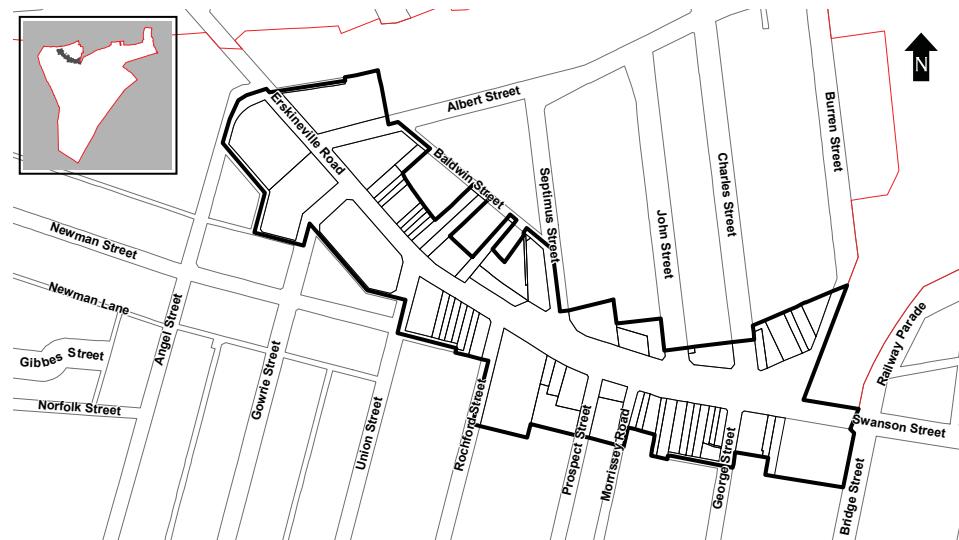 N
Erskineville Road
Albert Street
Baldwin Street
Septimus Street
John Street
Charles Street
Burren Street
Railway Parade
Newman Street
Newman Lane
Gibbes Street
Norfolk Street
Angel Street
Gowrie Street
Union Street
Rochford Street
Prospect Street
Morrissey Road
George Street
Swanson Street
Bridge Street